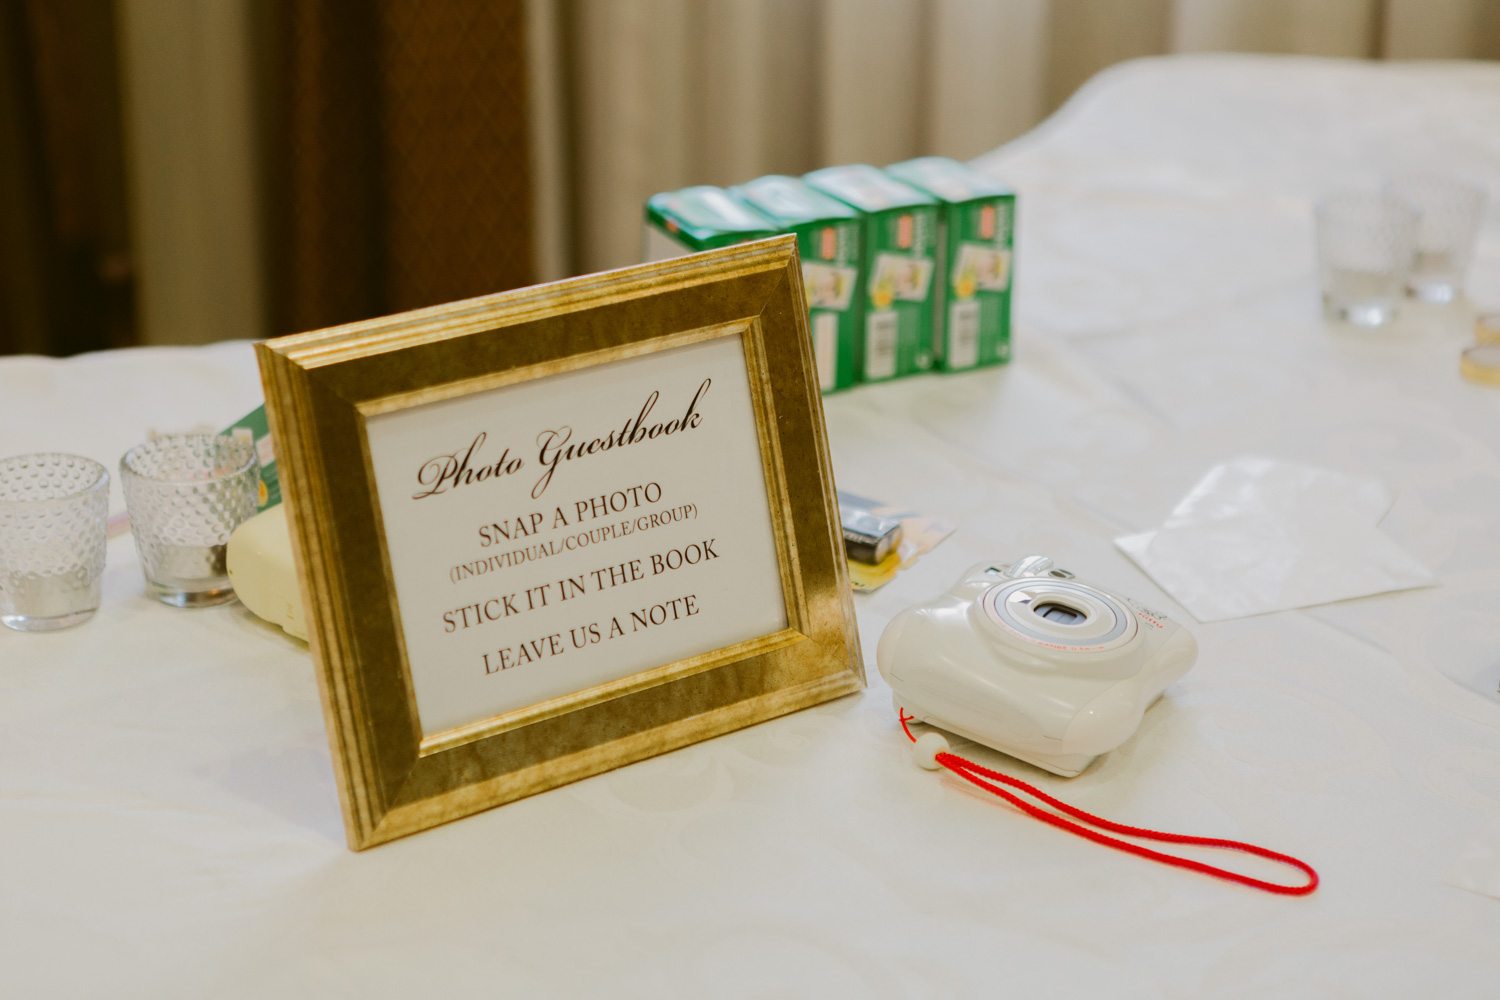 Photo Guestbook
SNAP A PHOTO
(INDIVIDUAL/COUPLE/GROUP)
STICK IT IN THE BOOK
LEAVE US A NOTE